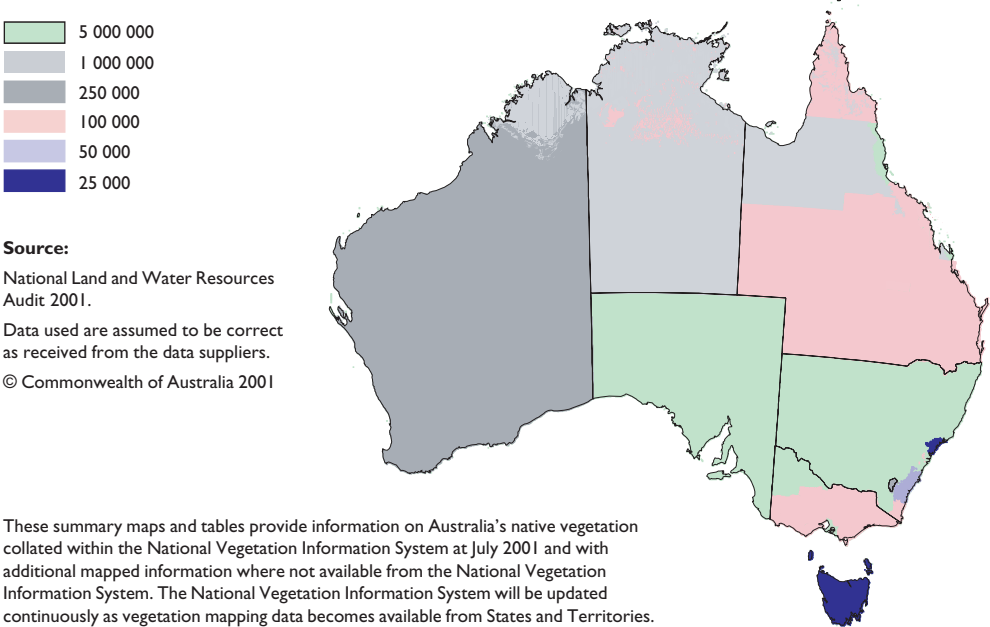 5 000 000
1 000 000
250 000
100 000
50 000
25 000
Source:
National Land and Water Resources
Audit 2001.
Data used are assumed to be correct
as received from the data suppliers.
© Commonwealth of Australia 2001
These summary maps and tables provide information on Australia’s native vegetation
collated within the National Vegetation Information System at July 2001 and with
additional mapped information where not available from the National Vegetation
Information System. The National Vegetation Information System will be updated
continuously as vegetation mapping data becomes available from States and Territories.